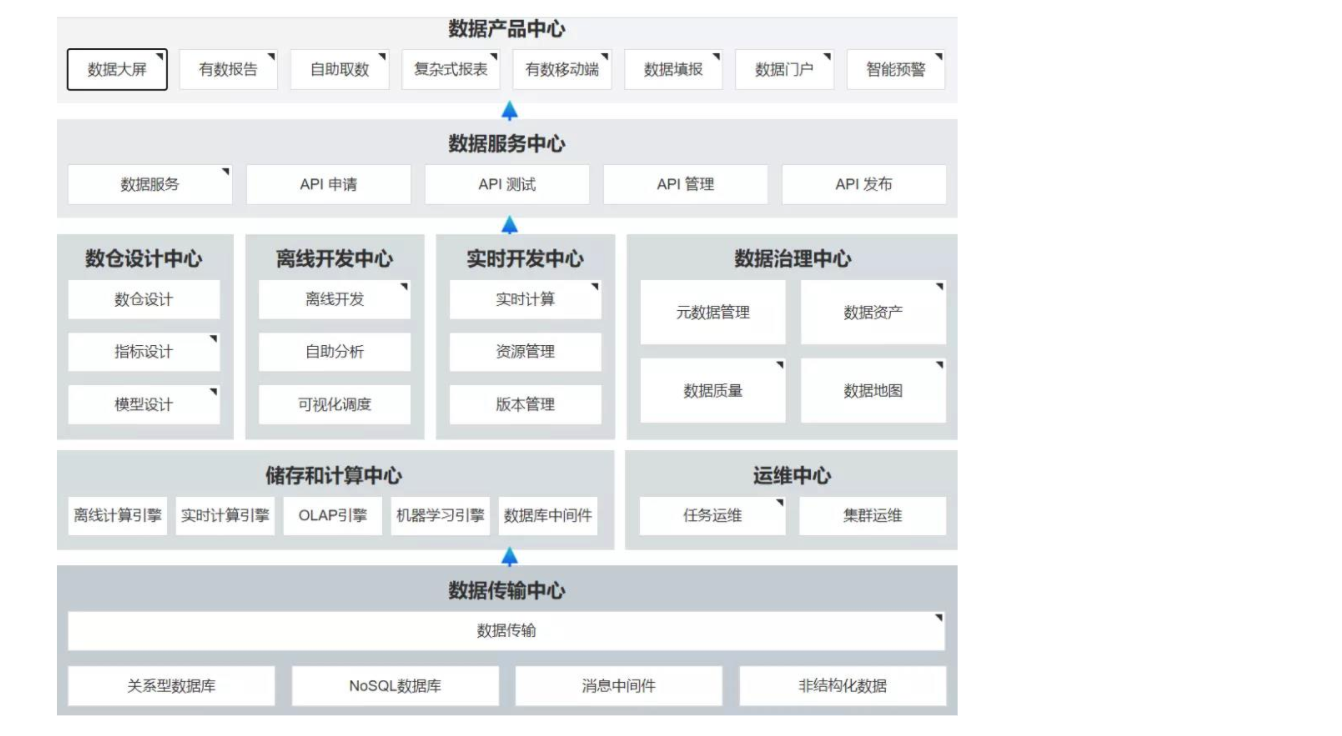 数据产品中心
数据大屏 有数报告 自助取数 复杂式报表 有数移动端 数据填报 数据门户 智能预警
数据服务中心
数据服务 API 申请 API 测试 API 管理 API 发布
数仓设计中心
数仓设计
指标设计
模型设计
离线开发中心
离线开发
自助分析
可视化调度
实时开发中心
实时计算
资源管理
版本管理
数据治理中心
元数据管理 数据资产
数据质量 数据地图
储存和计算中心
离线计算引擎 实时计算引擎 OLAP引擎 机器学习引擎 数据库中间件
运维中心
任务运维 集群运维
数据传输中心
数据传输
关系型数据库 NoSQL数据库 消息中间件 非结构化数据